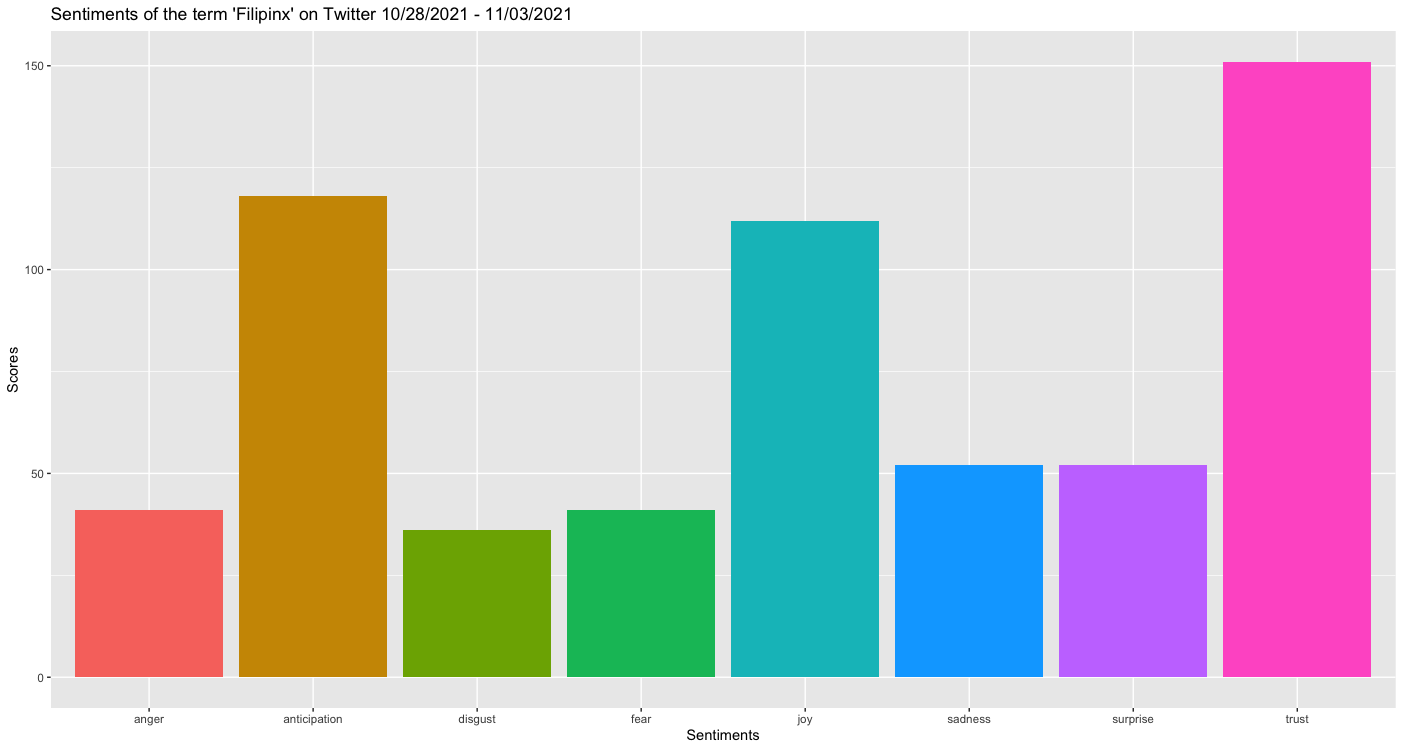 Sentiments of the term 'Filipinx' on Twitter 10/28/2021 - 11/03/2021
150
100
50
0
Scores
anger anticipation disgust fear joy sadness surprise trust
Sentiments